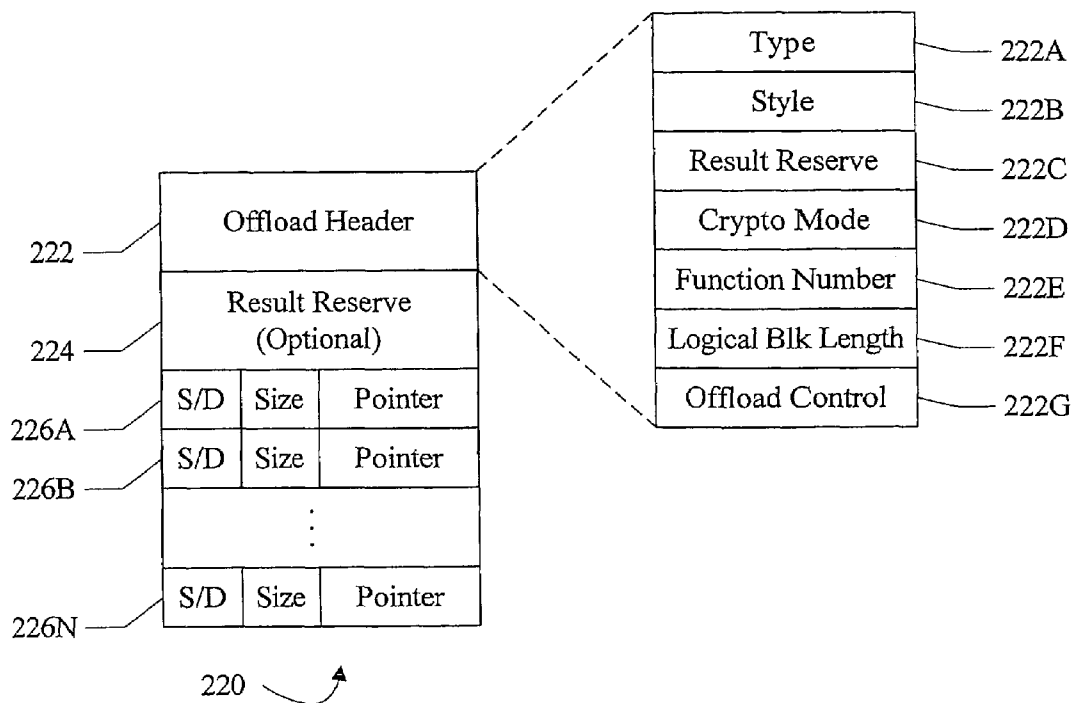 Type
222A
Style
222B
Result Reserve
222C
Crypto Mode
222D
Function Number
222E
Logical Blk Length
222F
Offload Control
222G
Offload Header
222
Result Reserve
(Optional)
224
S/D Size Pointer
226A
S/D Size Pointer
226B
S/D Size Pointer
226N
220